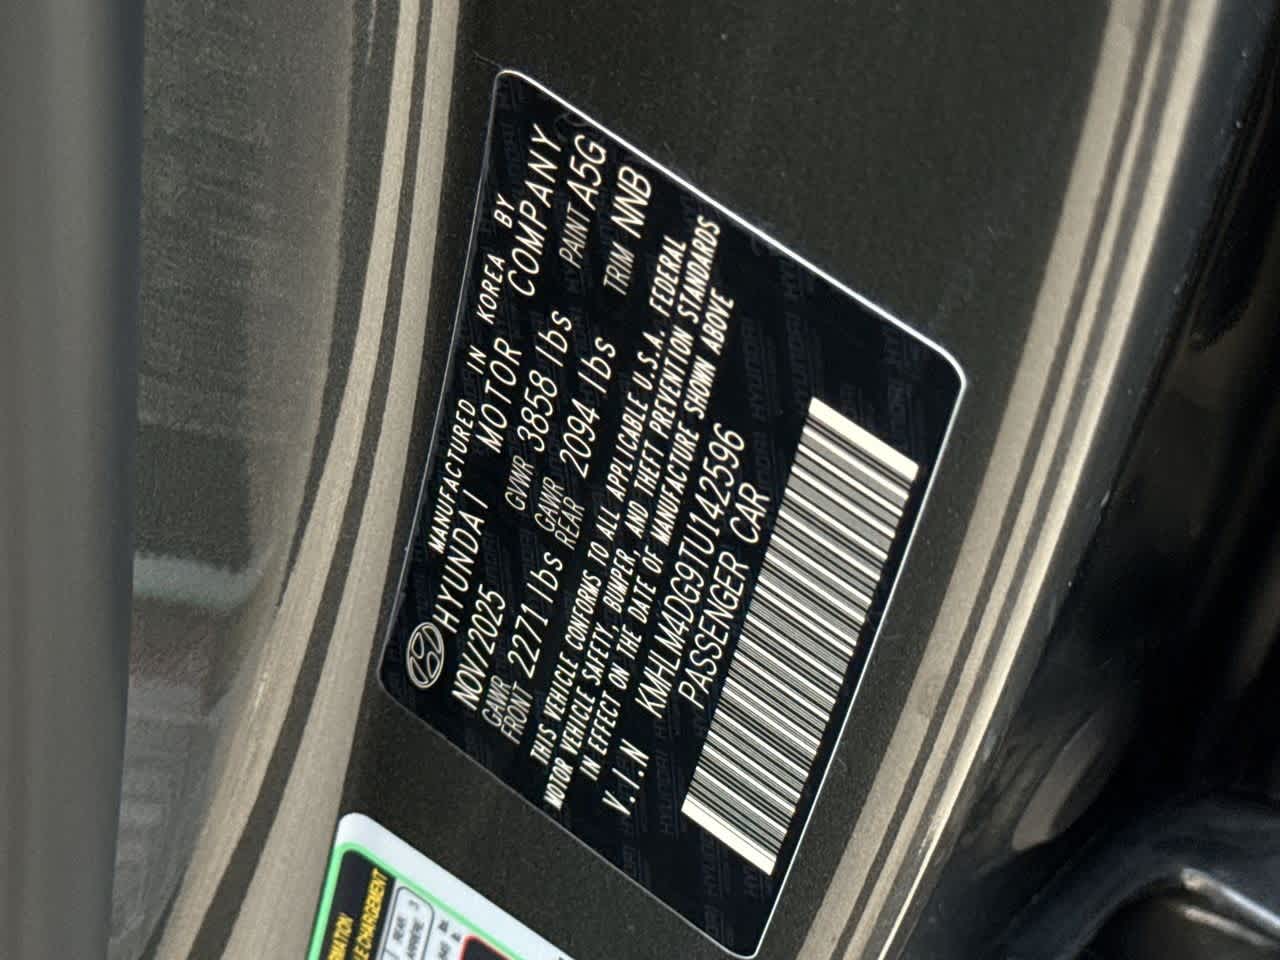 MANUFACTURED IN KOREA BY
HYUNDAI MOTOR COMPANY
NOV/2025 GVWR 3858 lbs PAINT A5G
GAWR FRONT 2271 lbs GAWR REAR 2094 lbs TRIM NNB
THIS VEHICLE CONFORMS TO ALL APPLICABLE U.S.A. FEDERAL
MOTOR VEHICLE SAFETY, BUMPER, AND THEFT PREVENTION STANDARDS
IN EFFECT ON THE DATE OF MANUFACTURE SHOWN ABOVE
V.I.N KMHLM4DG9TU142596
PASSENGER CAR
REAR
3